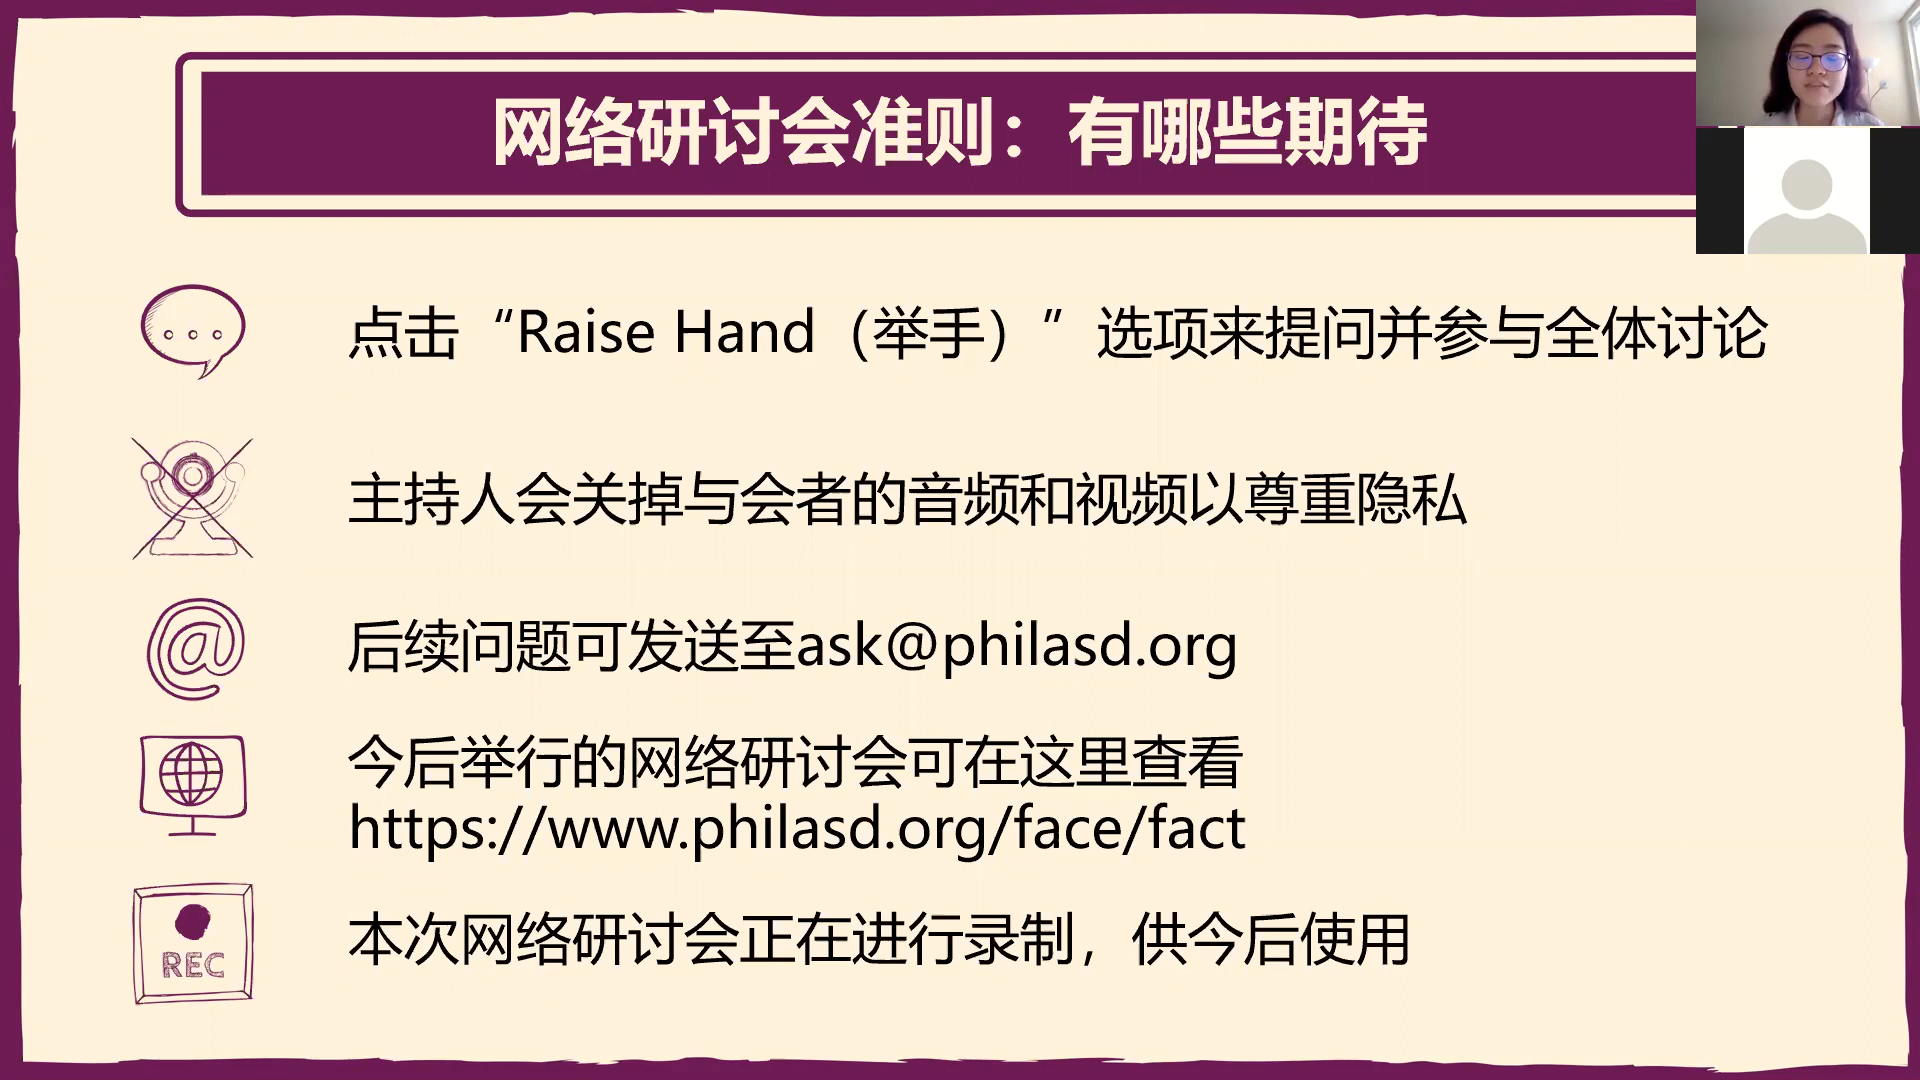 网络研讨会准则：有哪些期待
点击“Raise Hand（举手）”选项来提问并参与全体讨论
主持人会关掉与会者的音频和视频以尊重隐私
后续问题可发送至ask@philasd.org
今后举行的网络研讨会可在这里查看
https://www.philasd.org/face/fact
REC
本次网络研讨会正在进行录制，供今后使用